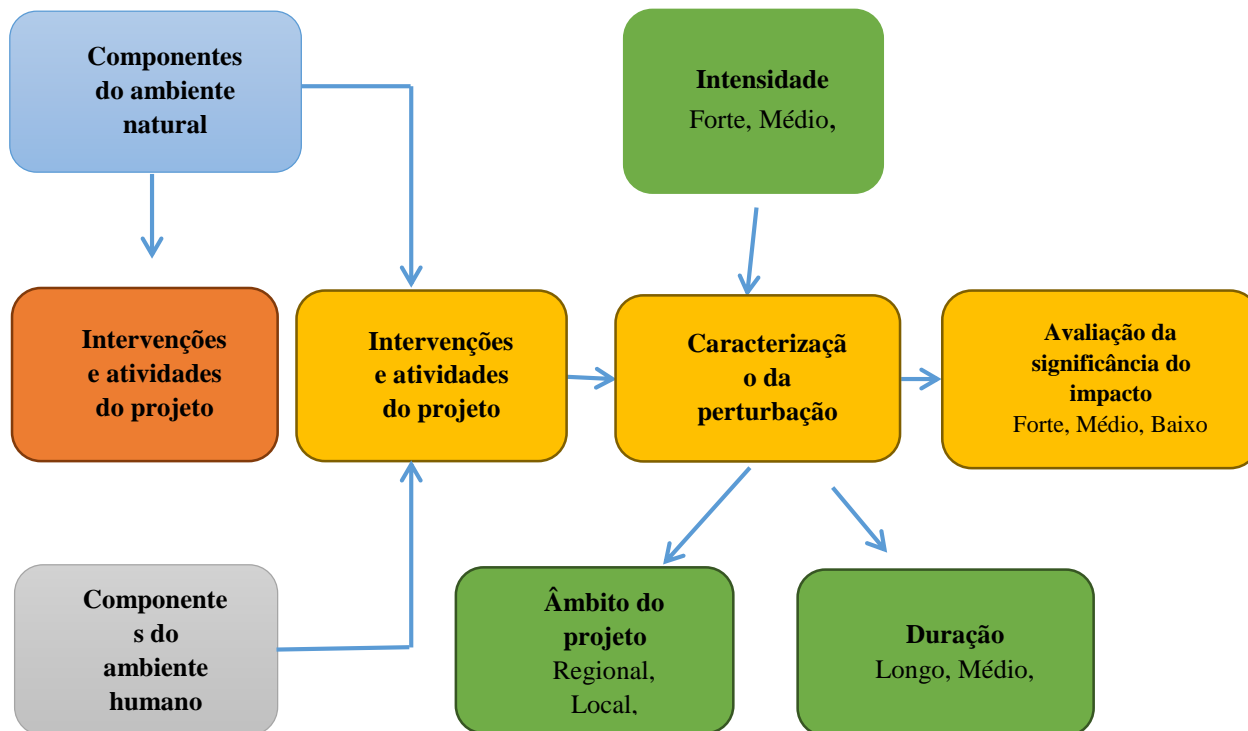 Componentes
do ambiente
natural
Intensidade
Forte, Médio,
Intervenções
e atividades
do projeto
Intervenções
e atividades
do projeto
Caracterizaçã
o da
perturbação
Avaliação da
significância do
impacto
Forte, Médio, Baixo
Componente
s do
ambiente
humano
Âmbito do
projeto
Regional,
Local,
Duração
Longo, Médio,